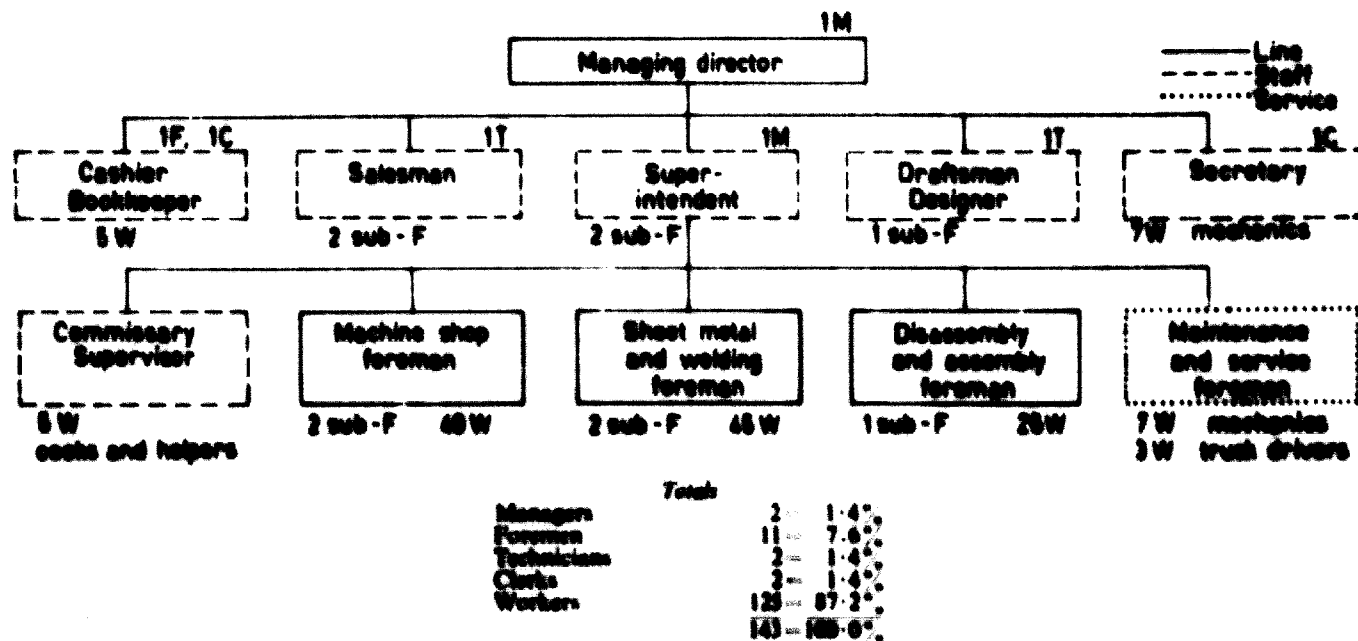 1M
Managing director
Line
Staff
Service
1F, 1C
1T
1M
1T
1C
Cashier
Bookkeeper
Salesman
Super-
intendent
Draftsman
Designer
Secretary
5 W
2 sub-F
2 sub-F
1 sub-F
7W mechanics
Commissary
Supervisor
Machine shop
foreman
Sheet metal
and welding
foreman
Disassembly
and assembly
foreman
Maintenance
and service
foreman
5 W
cooks and helpers
2 sub-F
2 sub-F
1 sub-F
7 W mechanics
3 W truck drivers
Totals
Managers 2 = 1.4%
Foremen 11 = 7.6%
Technicians 2 = 1.4%
Clerks 2 = 1.4%
Workers = 87.2%
143 = 100.0%